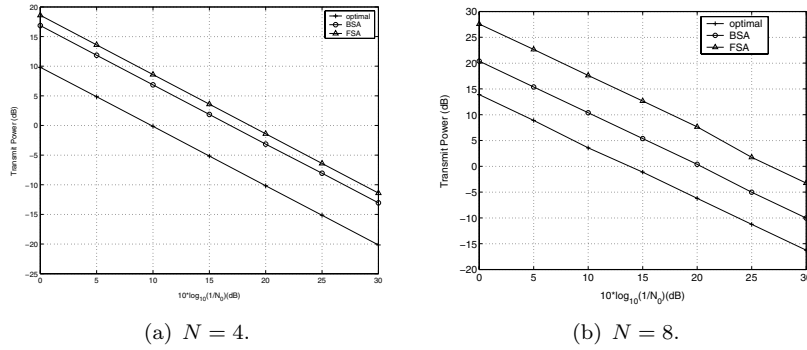 25
20
15
10
5
0
−5
−10
−15
−20
−25
0 5 10 15 20 25 30
Transmit Power (dB)
10*log10(1/N0)(dB)
optimal
BSA
FSA
(a) N = 4.
30
25
20
15
10
5
0
−5
−10
−15
−20
0 5 10 15 20 25 30
Transmit Power (dB)
10*log10(1/N0)(dB)
optimal
BSA
FSA
(b) N = 8.